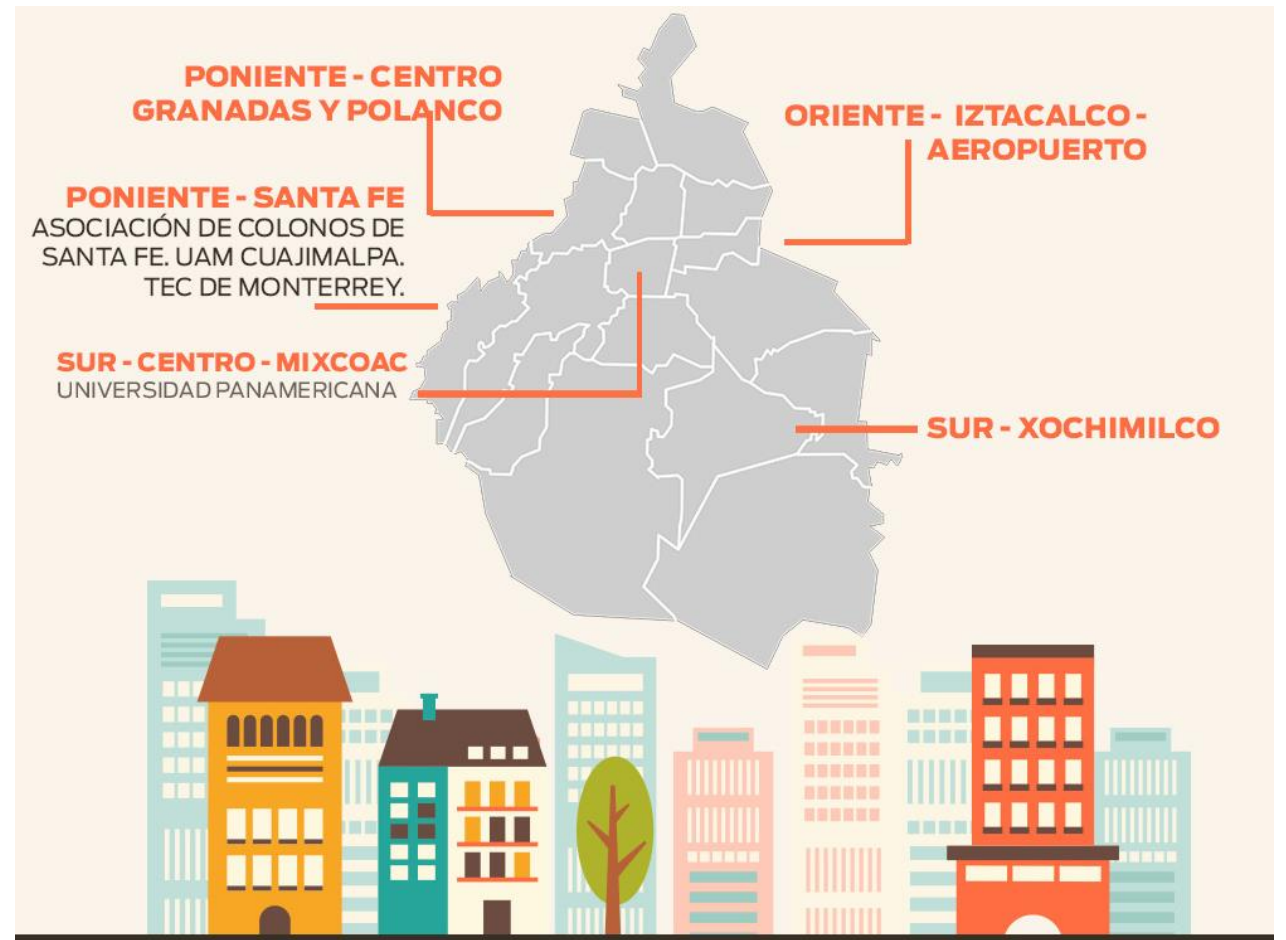 PONIENTE - CENTRO
GRANADAS Y POLANCO
ORIENTE - IZTACALCO -
AEROPUERTO
PONIENTE - SANTA FE
ASOCIACIÓN DE COLONOS DE
SANTA FE. UAM CUAJIMALPA.
TEC DE MONTERREY.
SUR - CENTRO - MIXCOAC
UNIVERSIDAD PANAMERICANA
SUR - XOCHIMILCO